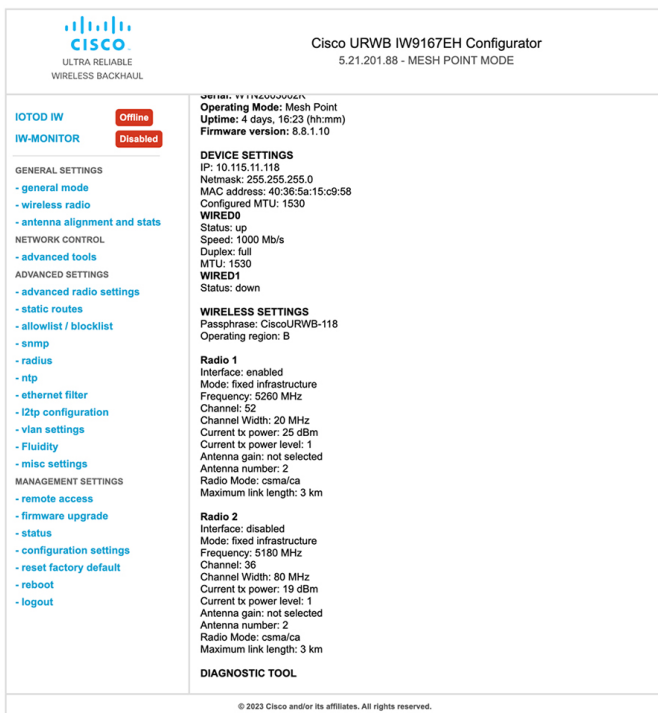 CISCO
ULTRA RELIABLE
WIRELESS BACKHAUL
Cisco URWB IW9167EH Configurator
5.21.201.88 - MESH POINT MODE
IOTOD IW Offline
IW-MONITOR Disabled
GENERAL SETTINGS
- general mode
- wireless radio
- antenna alignment and stats
NETWORK CONTROL
- advanced tools
ADVANCED SETTINGS
- advanced radio settings
- static routes
- allowlist / blocklist
- snmp
- radius
- ntp
- ethernet filter
- l2tp configuration
- vlan settings
- Fluidity
- misc settings
MANAGEMENT SETTINGS
- remote access
- firmware upgrade
- status
- configuration settings
- reset factory default
- reboot
- logout
Serial:
Operating Mode: Mesh Point
Uptime: 4 days, 16:23 (hh:mm)
Firmware version: 8.8.1.10
DEVICE SETTINGS
IP: 10.115.11.118
Netmask: 255.255.255.0
MAC address: 40:36:5a:15:c9:58
Configured MTU: 1530
WIRED0
Status: up
Speed: 1000 Mb/s
Duplex: full
MTU: 1530
WIRED1
Status: down
WIRELESS SETTINGS
Passphrase: CiscoURWB-118
Operating region: B
Radio 1
Interface: enabled
Mode: fixed infrastructure
Frequency: 5260 MHz
Channel: 52
Channel Width: 20 MHz
Current tx power: 25 dBm
Current tx power level: 1
Antenna gain: not selected
Antenna number: 2
Radio Mode: csma/ca
Maximum link length: 3 km
Radio 2
Interface: disabled
Mode: fixed infrastructure
Frequency: 5180 MHz
Channel: 36
Channel Width: 80 MHz
Current tx power: 19 dBm
Current tx power level: 1
Antenna gain: not selected
Antenna number: 2
Radio Mode: csma/ca
Maximum link length: 3 km
DIAGNOSTIC TOOL
© 2023 Cisco and/or its affiliates. All rights reserved.